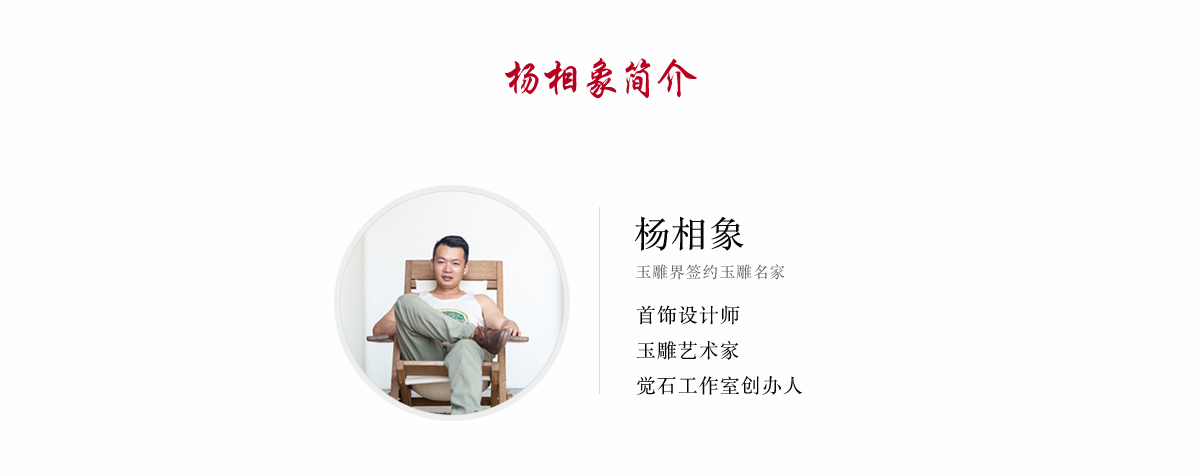 杨相象简介
杨相象
玉雕界签约玉雕名家
首饰设计师
玉雕艺术家
觉石工作室创办人